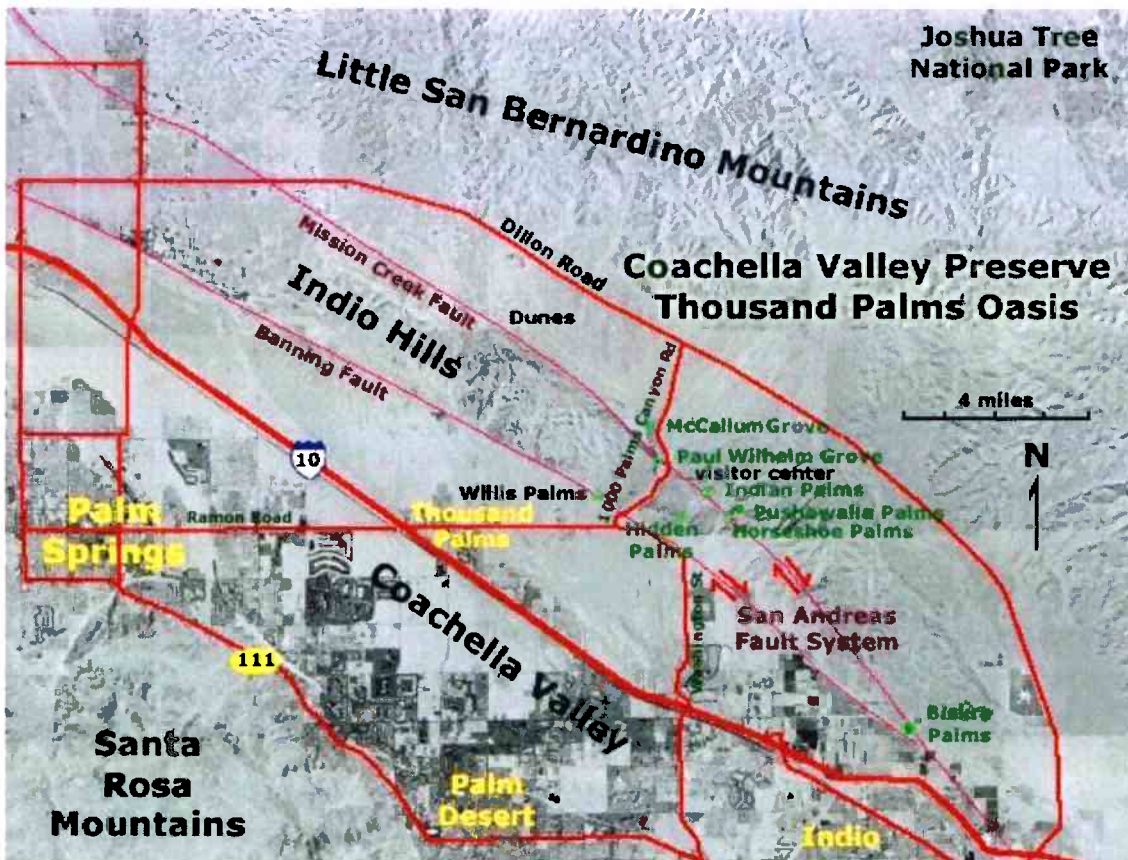 Joshua Tree
National Park
Little San Bernardino Mountains
Dillon Road
Mission Creek Fault
Coachella Valley Preserve
Thousand Palms Oasis
Indio Hills
Dunes
Banning Fault
1000 Palms Canyon Rd
4 miles
McCallum Grove
N
10
Paul Wilhelm Grove
visitor center
Willis Palms
Indian Palms
Palm
Springs
Ramon Road
Thousand
Palms
Pushawalla Palms
Hidden
Palms
Horseshoe Palms
Coachella Valley
Washington St
San Andreas
Fault System
111
Biskra
Palms
Santa
Rosa
Mountains
Palm
Desert
Indio